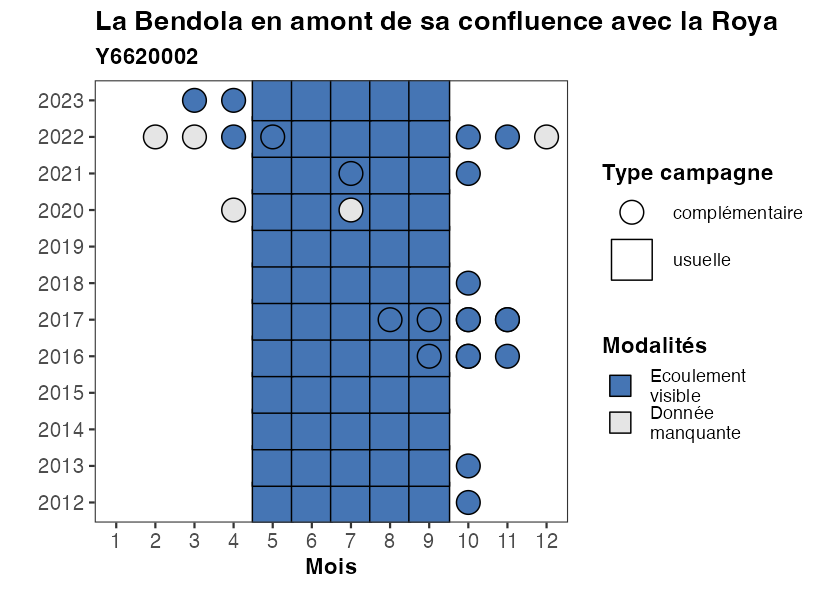 La Bendola en amont de sa confluence avec la Roya
Y6620002
2023
2022
2021
2020
2019
2018
2017
2016
2015
2014
2013
2012
1 2 3 4 5 6 7 8 9 10 11 12
Mois
Type campagne
complémentaire
usuelle
Modalités
Ecoulement
visible
Donnée
manquante